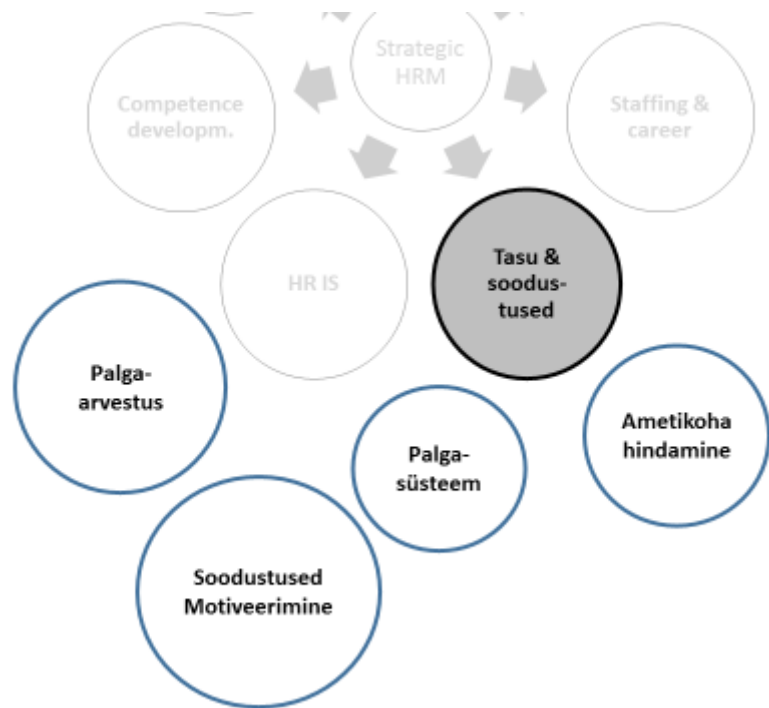 Strategic
HRM
Competence
developm.
Staffing &
career
HR IS
Tasu &
soodus-
tused
Palga-
arvestus
Palga-
süsteem
Ametikoha
hindamine
Soodustused
Motiveerimine